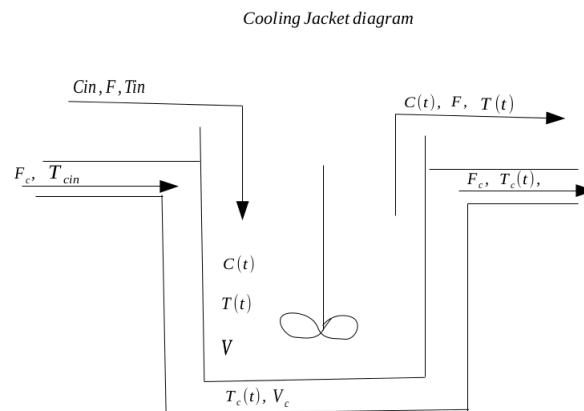 Cooling Jacket diagram
Cin, F, Tin
C(t), F, T(t)
F_c, T_cin
F_c, T_c(t),
C(t)
T(t)
V
T_c(t), V_c